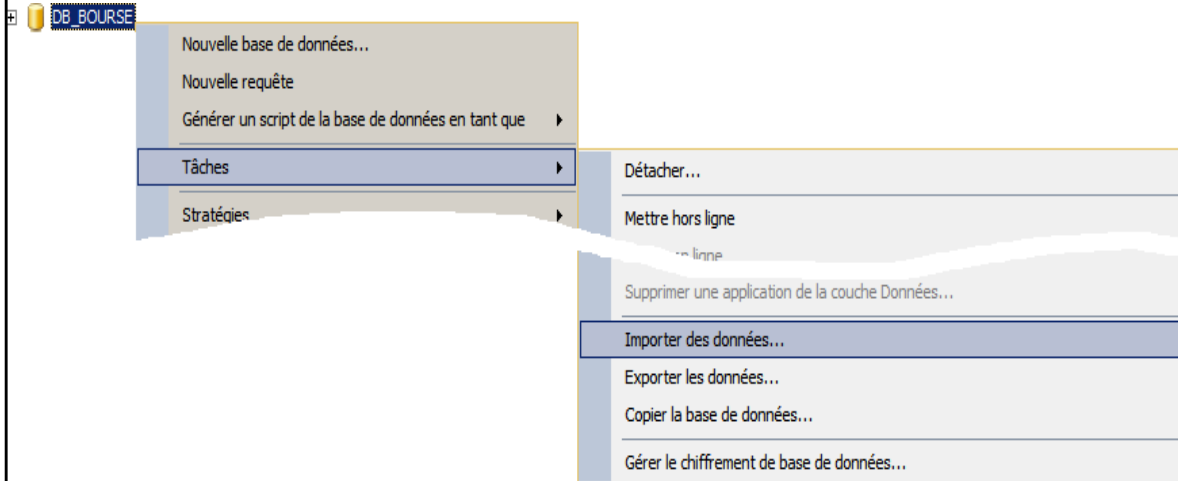 DB_BOURSE
Nouvelle base de données...
Nouvelle requête
Générer un script de la base de données en tant que
Tâches
Stratégies
Détacher...
Mettre hors ligne
ligne
Supprimer une application de la couche Données...
Importer des données...
Exporter les données...
Copier la base de données...
Gérer le chiffrement de base de données...